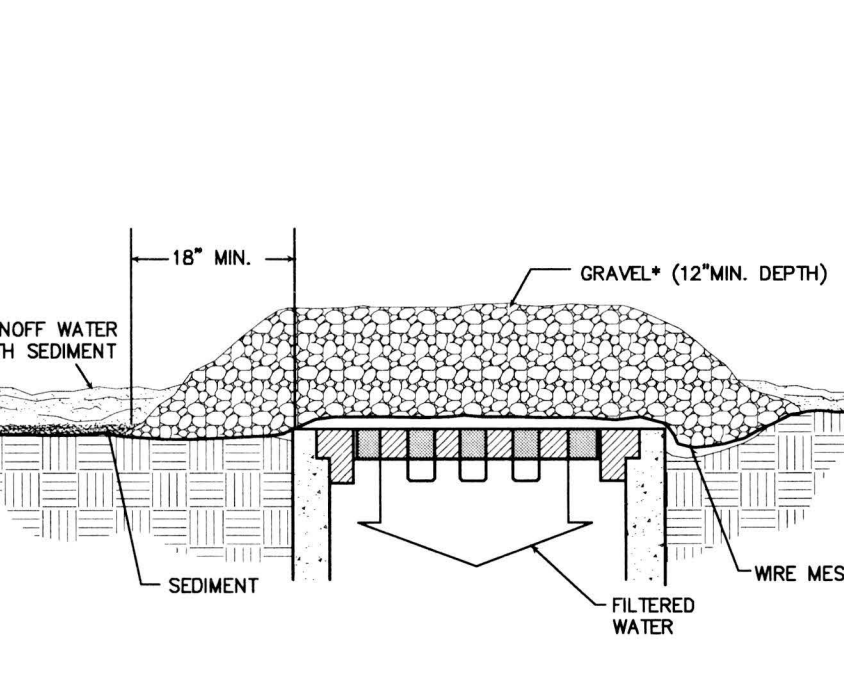 18" MIN.
GRAVEL* (12"MIN. DEPTH)
NOFF WATER
TH SEDIMENT
SEDIMENT
WIRE MES
FILTERED
WATER